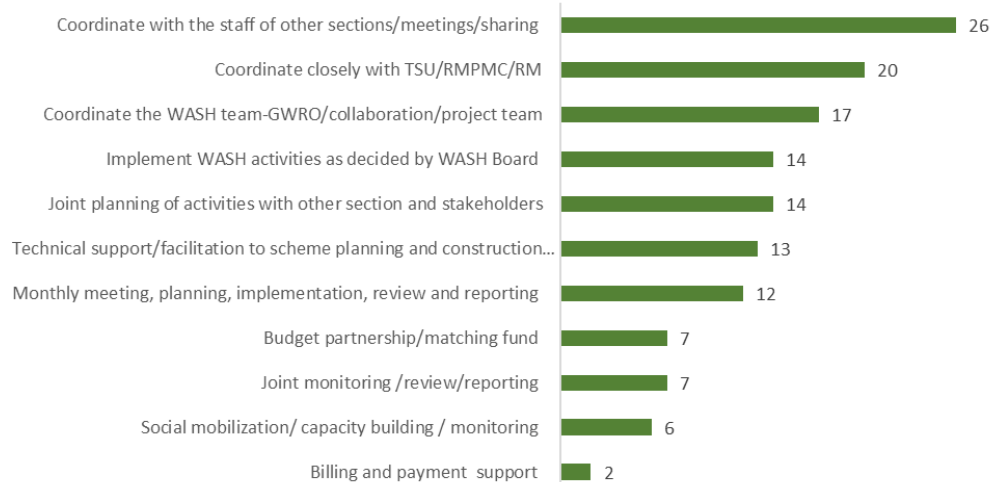 Coordinate with the staff of other sections/meetings/sharing 26
Coordinate closely with TSU/RMPMC/RM 20
Coordinate the WASH team-GWRO/collaboration/project team 17
Implement WASH activities as decided by WASH Board 14
Joint planning of activities with other section and stakeholders 14
Technical support/facilitation to scheme planning and construction... 13
Monthly meeting, planning, implementation, review and reporting 12
Budget partnership/matching fund 7
Joint monitoring /review/reporting 7
Social mobilization/ capacity building / monitoring 6
Billing and payment  support 2